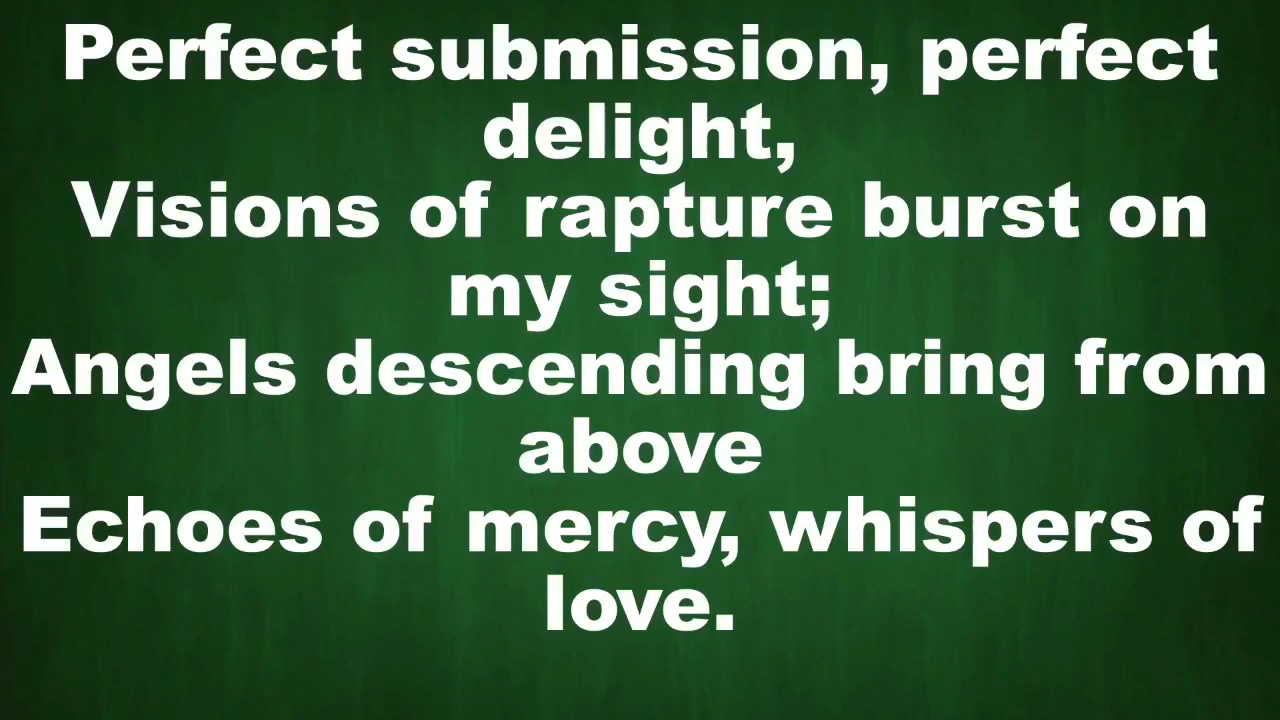 Perfect submission, perfect
delight,
Visions of rapture burst on
my sight;
Angels descending bring from
above
Echoes of mercy, whispers of
love.